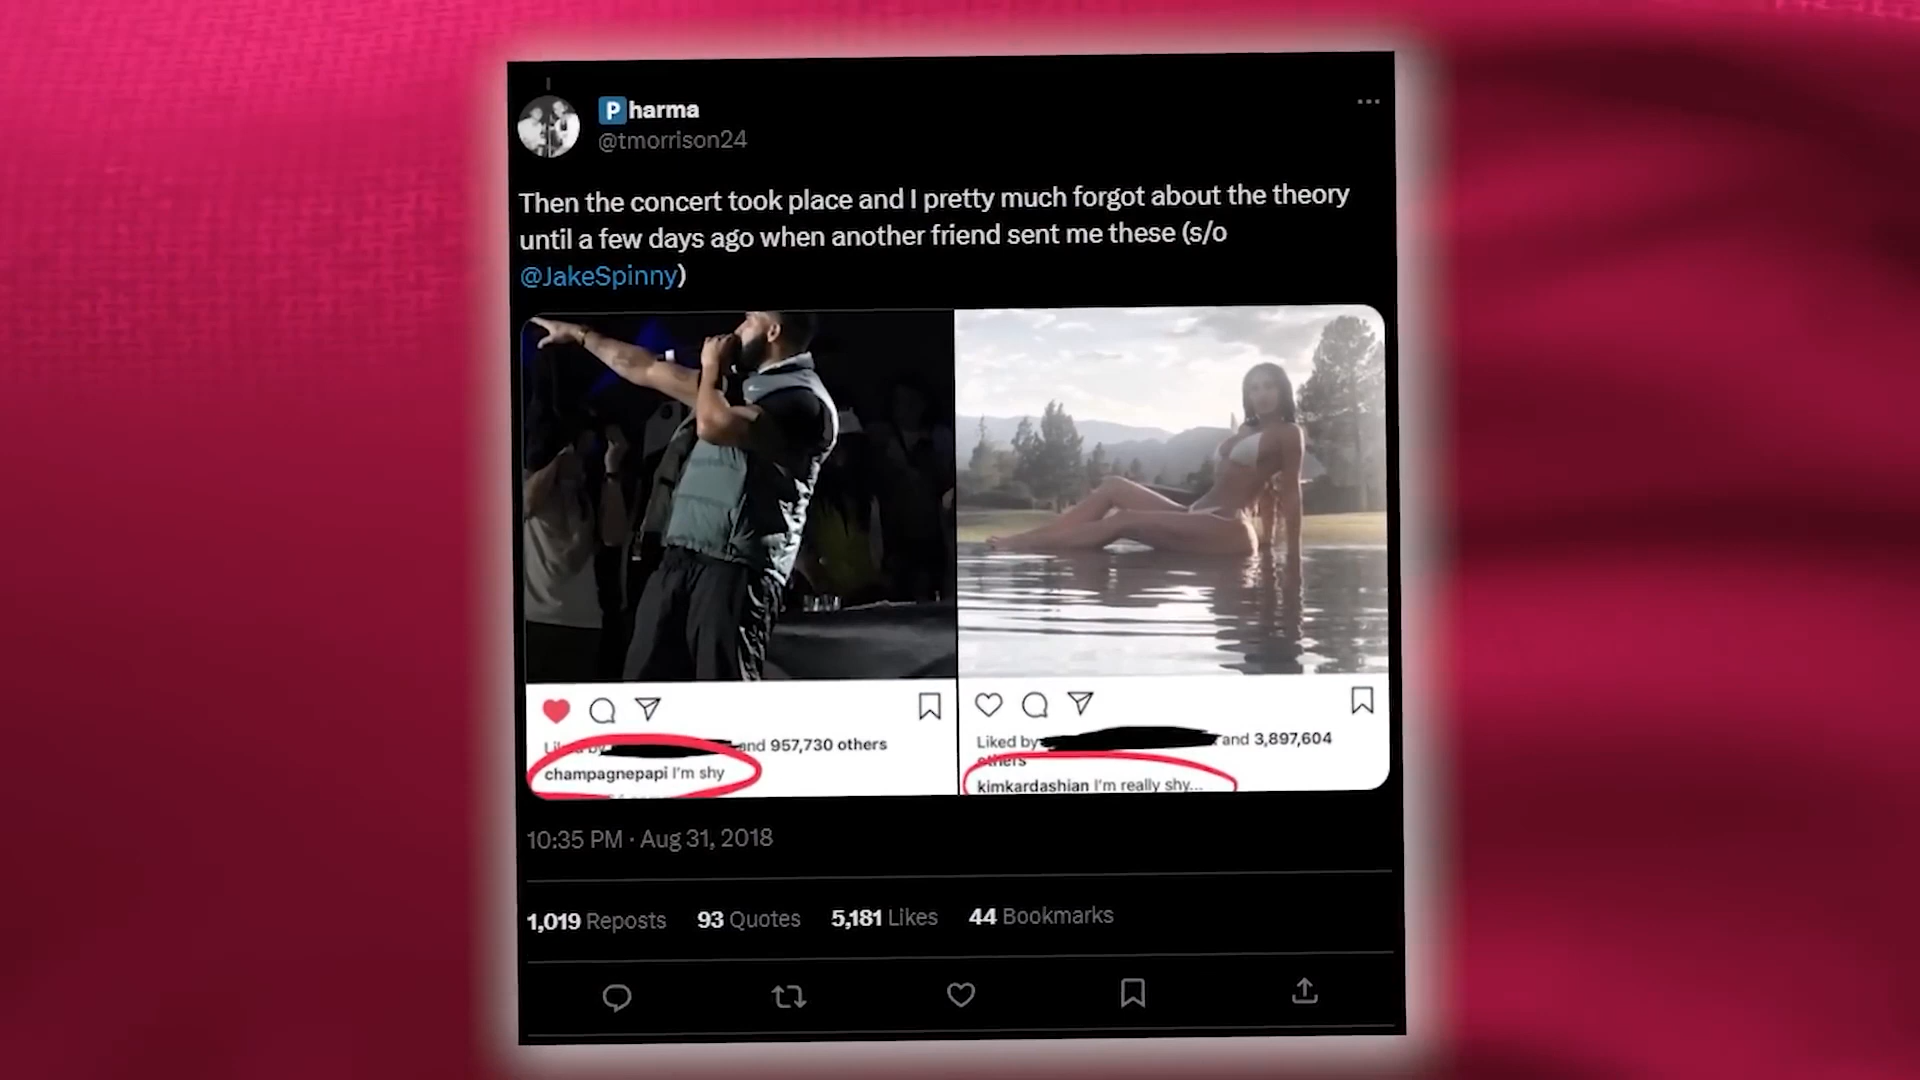 Pharma
@tmorrison24
Then the concert took place and I pretty much forgot about the theory
until a few days ago when another friend sent me these (s/o
@JakeSpinny)
Liked by and 957,730 others
champagnepapi I'm shy
Liked by and 3,897,604
others
kimkardashian I'm really shy...
10:35 PM · Aug 31, 2018
1,019 Reposts 93 Quotes 5,181 Likes 44 Bookmarks